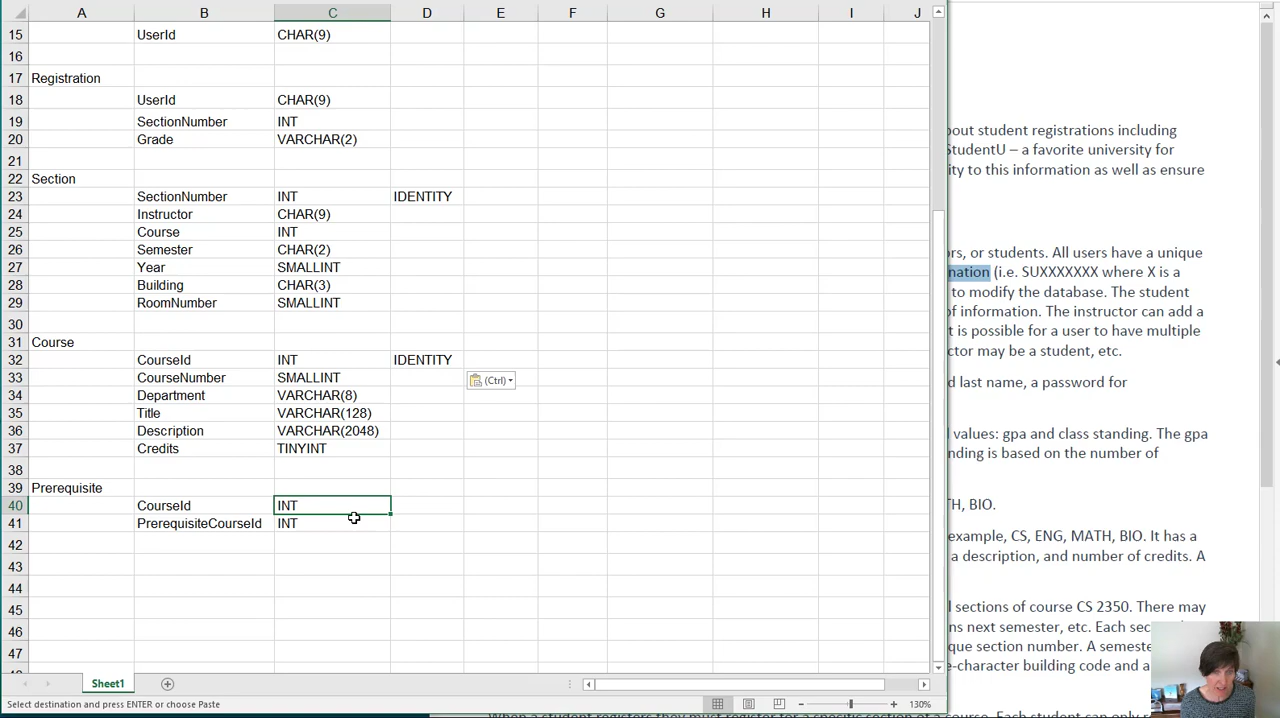 A B C D E F G H I J
15 UserId CHAR(9)
16
17 Registration
18 UserId CHAR(9)
19 SectionNumber INT
20 Grade VARCHAR(2)
21
22 Section
23 SectionNumber INT IDENTITY
24 Instructor CHAR(9)
25 Course INT
26 Semester CHAR(2)
27 Year SMALLINT
28 Building CHAR(3)
29 RoomNumber SMALLINT
30
31 Course
32 CourseId INT IDENTITY
33 CourseNumber SMALLINT
34 Department VARCHAR(8)
35 Title VARCHAR(128)
36 Description VARCHAR(2048)
37 Credits TINYINT
38
39 Prerequisite
40 CourseId INT
41 PrerequisiteCourseId INT
42
43
44
45
46
47
(Ctrl)
Sheet1
Select destination and press ENTER or choose Paste
130%
out student registrations including
StudentU – a favorite university for
ity to this information as well as ensure
rs, or students. All users have a unique
nation (i.e. SUXXXXXXX where X is a
to modify the database. The student
of information. The instructor can add a
t is possible for a user to have multiple
ctor may be a student, etc.
d last name, a password for
l values: gpa and class standing. The gpa
nding is based on the number of
TH, BIO.
example, CS, ENG, MATH, BIO. It has a
a description, and number of credits. A
l sections of course CS 2350. There may
ns next semester, etc. Each sec
que section number. A semeste
e-character building code and a